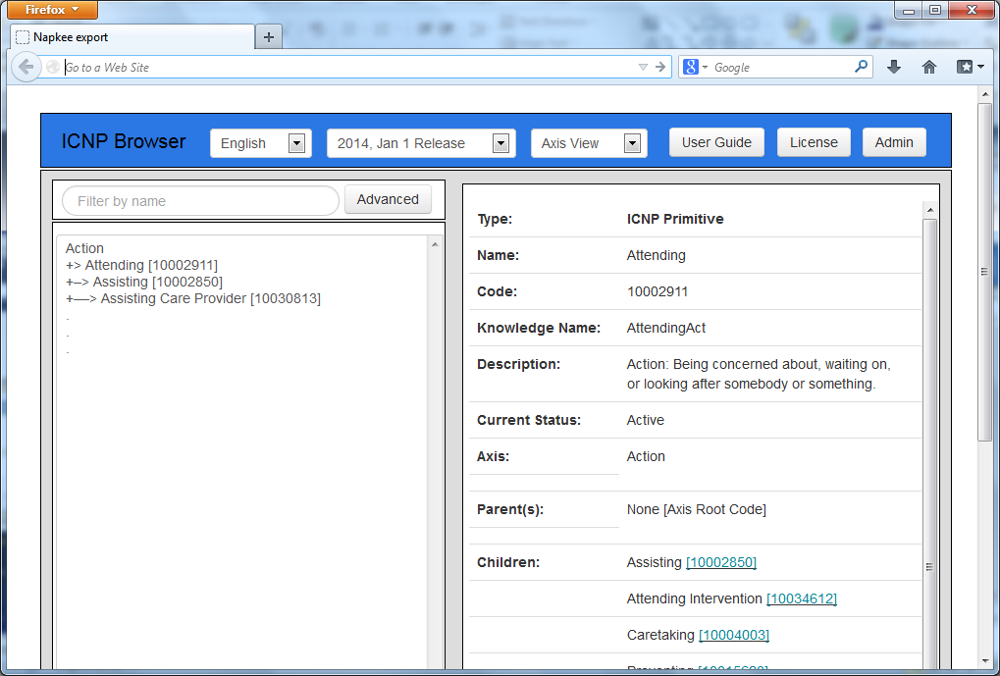 Firefox
Napkee export
Go to a Web Site
Google
ICNP Browser
English
2014, Jan 1 Release
Axis View
User Guide
License
Admin
Filter by name
Advanced
Action
+> Attending [10002911]
+–> Assisting [10002850]
+—> Assisting Care Provider [10030813]
.
.
.
Type: ICNP Primitive
Name: Attending
Code: 10002911
Knowledge Name: AttendingAct
Description: Action: Being concerned about, waiting on,
or looking after somebody or something.
Current Status: Active
Axis: Action
Parent(s): None [Axis Root Code]
Children: Assisting [10002850]
Attending Intervention [10034612]
Caretaking [10004003]